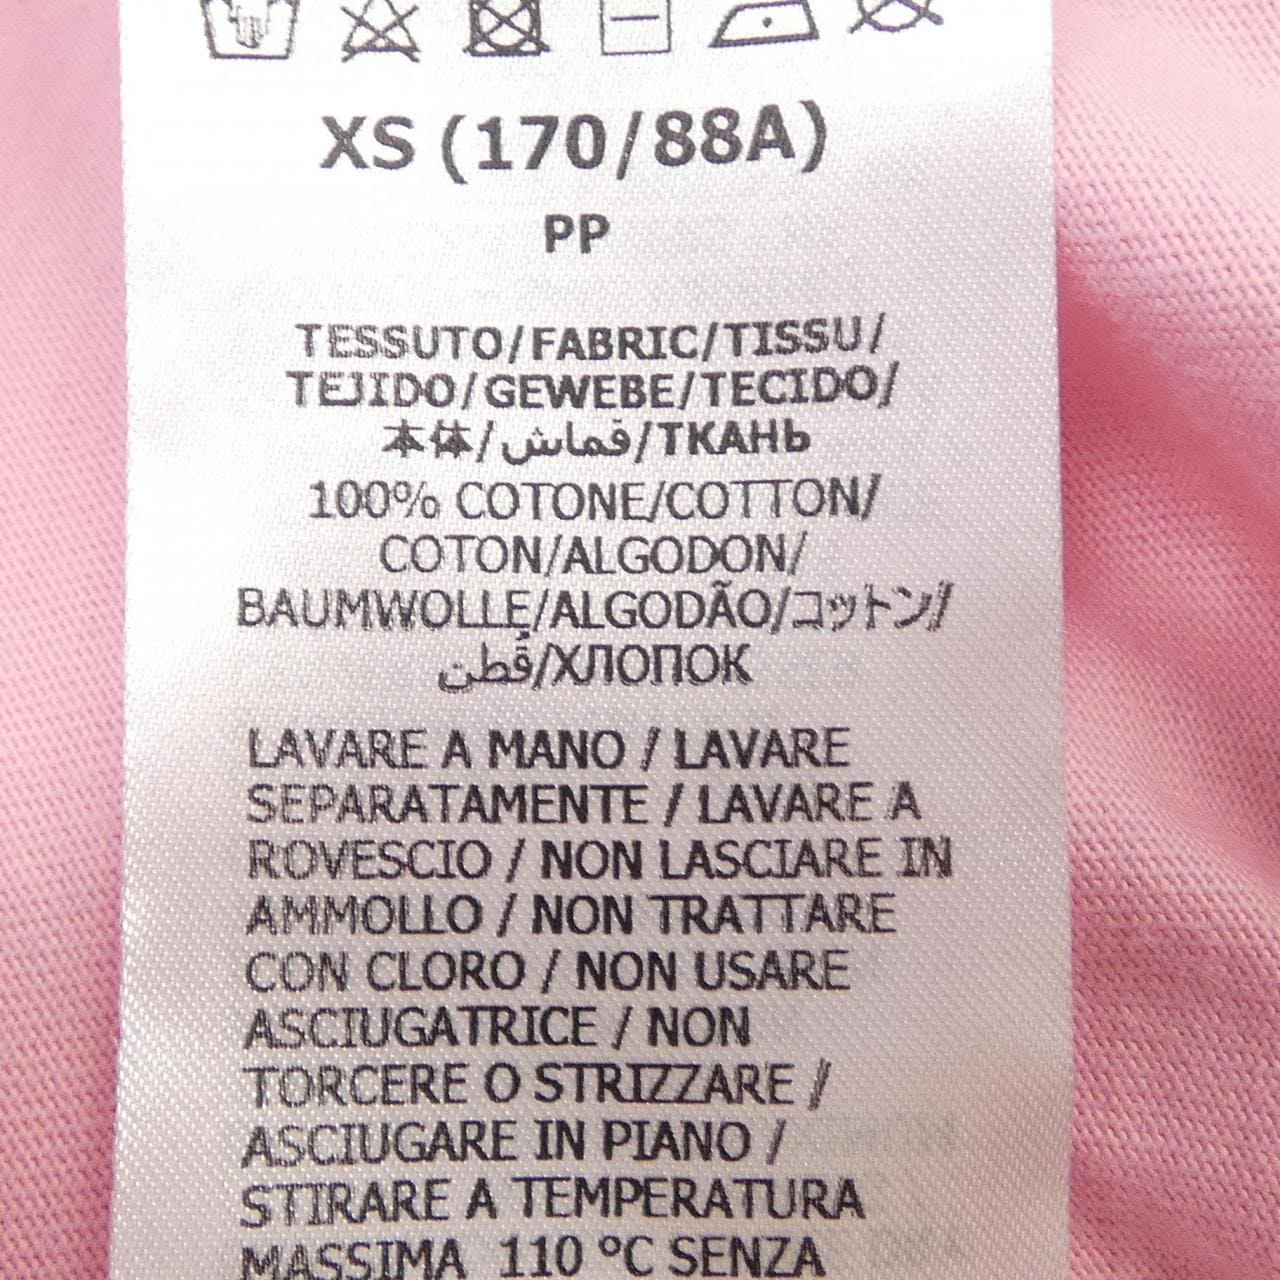 XS (170/88A)
PP
TESSUTO/FABRIC/TISSU/
TEJIDO/GEWEBE/TECIDO/
本体/قماش/ТКАНЬ
100% COTONE/COTTON/
COTON/ALGODON/
BAUMWOLLE/ALGODÃO/コットン/
قُطن/ХЛОПОК
LAVARE A MANO / LAVARE
SEPARATAMENTE / LAVARE A
ROVESCIO / NON LASCIARE IN
AMMOLLO / NON TRATTARE
CON CLORO / NON USARE
ASCIUGATRICE / NON
TORCERE O STRIZZARE /
ASCIUGARE IN PIANO /
STIRARE A TEMPERATURA
MASSIMA 110 °C SENZA